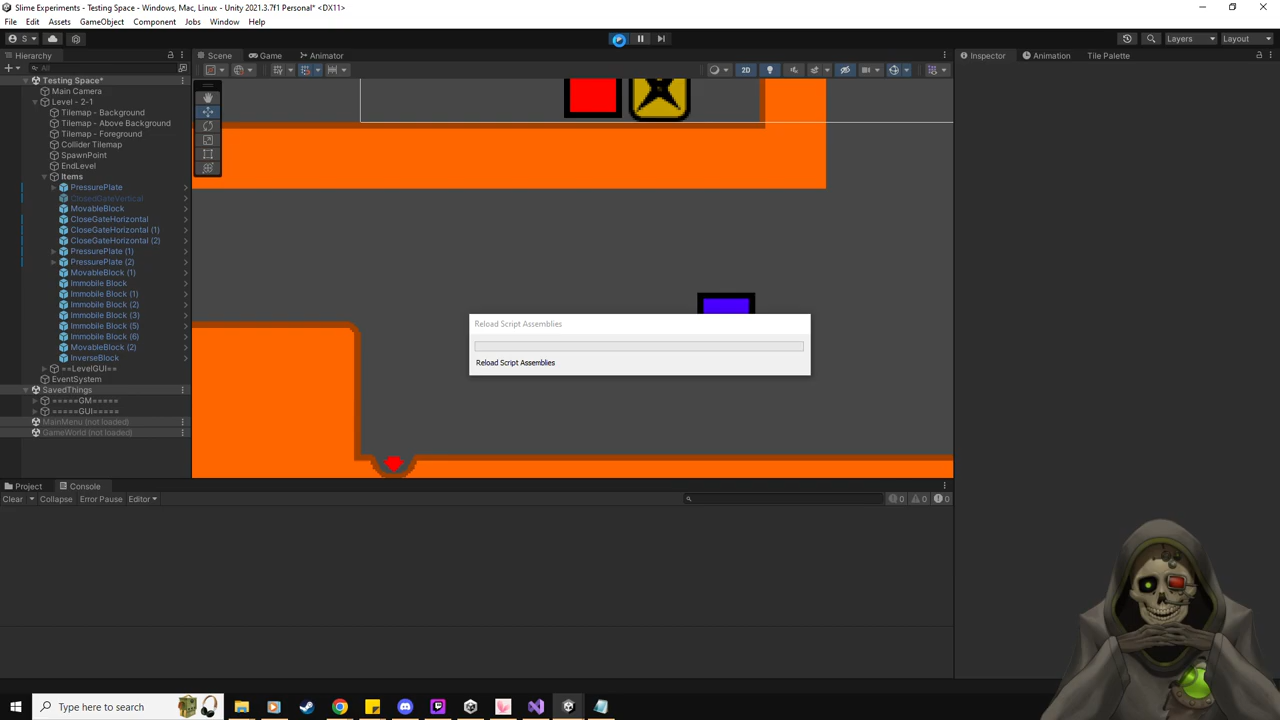 Slime Experiments - Testing Space - Windows, Mac, Linux - Unity 2021.3.7f1 Personal* <DX11>
File Edit Assets GameObject Component Jobs Window Help
S Layers Layout
Hierarchy Scene Game Animator Inspector Animation Tile Palette
All 2D
Testing Space*
Main Camera
Level - 2-1
Tilemap - Background
Tilemap - Above Background
Tilemap - Foreground
Collider Tilemap
SpawnPoint
EndLevel
Items
PressurePlate
ClosedGateVertical
MovableBlock
CloseGateHorizontal
CloseGateHorizontal (1)
CloseGateHorizontal (2)
PressurePlate (1)
PressurePlate (2)
MovableBlock (1)
Immobile Block
Immobile Block (1)
Immobile Block (2)
Immobile Block (3)
Immobile Block (5)
Immobile Block (6)
MovableBlock (2)
InverseBlock
==LevelGUI==
EventSystem
SavedThings
=====GM=====
=====GUI=====
MainMenu (not loaded)
GameWorld (not loaded)
Reload Script Assemblies
Reload Script Assemblies
Project Console
Clear Collapse Error Pause Editor 0 0 0
Type here to search